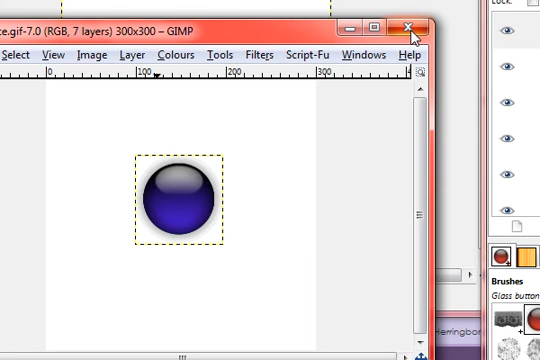 Lock:
ce.gif-7.0 (RGB, 7 layers) 300x300 – GIMP
Select View Image Layer Colours Tools Filters Script-Fu Windows Help
0 100 200 300
Brushes
Glass button